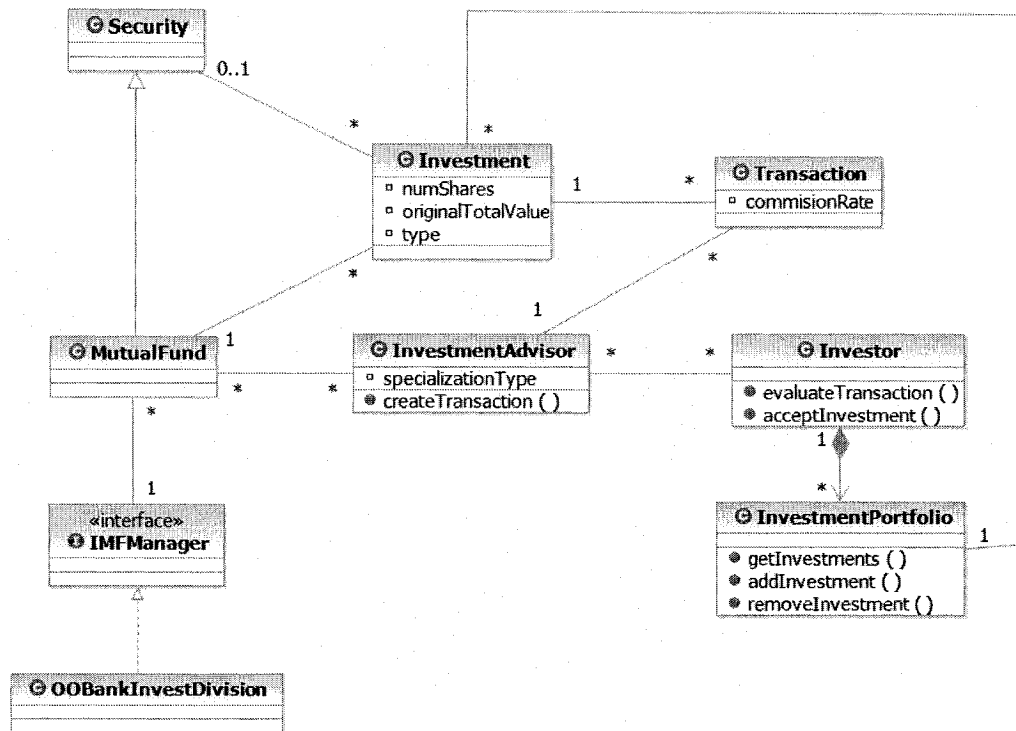 Security
0..1
*
*
Investment
numShares
originalTotalValue
type
1
*
Transaction
commisionRate
*
*
1
1
MutualFund
*
*
InvestmentAdvisor
specializationType
createTransaction ( )
*
*
Investor
evaluateTransaction ( )
acceptInvestment ( )
*
1
1
*
«interface»
IMFManager
InvestmentPortfolio
getInvestments ( )
addInvestment ( )
removeInvestment ( )
1
OOBankInvestDivision